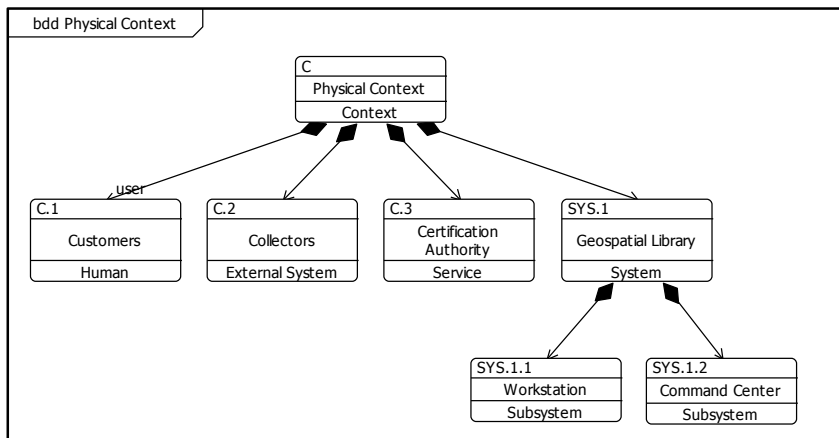 bdd Physical Context
C
Physical Context
Context
user
C.1
Customers
Human
C.2
Collectors
External System
C.3
Certification
Authority
Service
SYS.1
Geospatial Library
System
SYS.1.1
Workstation
Subsystem
SYS.1.2
Command Center
Subsystem